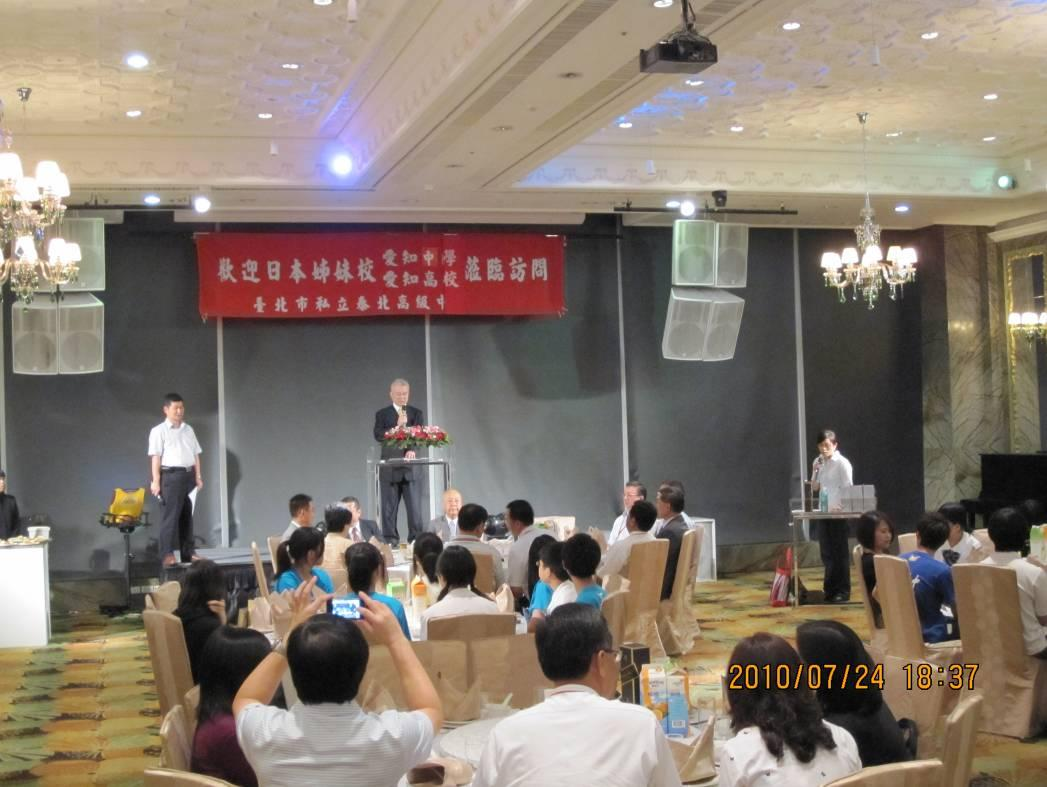 歡迎日本姊妹校 愛知中學 愛知高校 蒞臨訪問
臺北市私立泰北高級中
2010/07/24 18:37